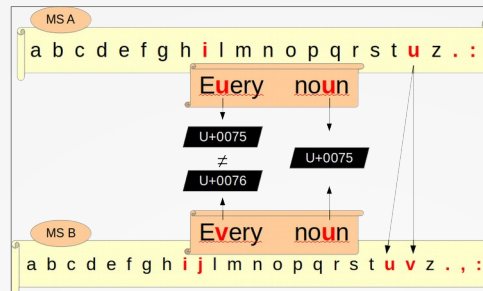 MS A
a b c d e f g h i l m n o p q r s t u z . :
Euery noun
U+0075
≠
U+0076
U+0075
MS B
Every noun
a b c d e f g h i j l m n o p q r s t u v z . , :